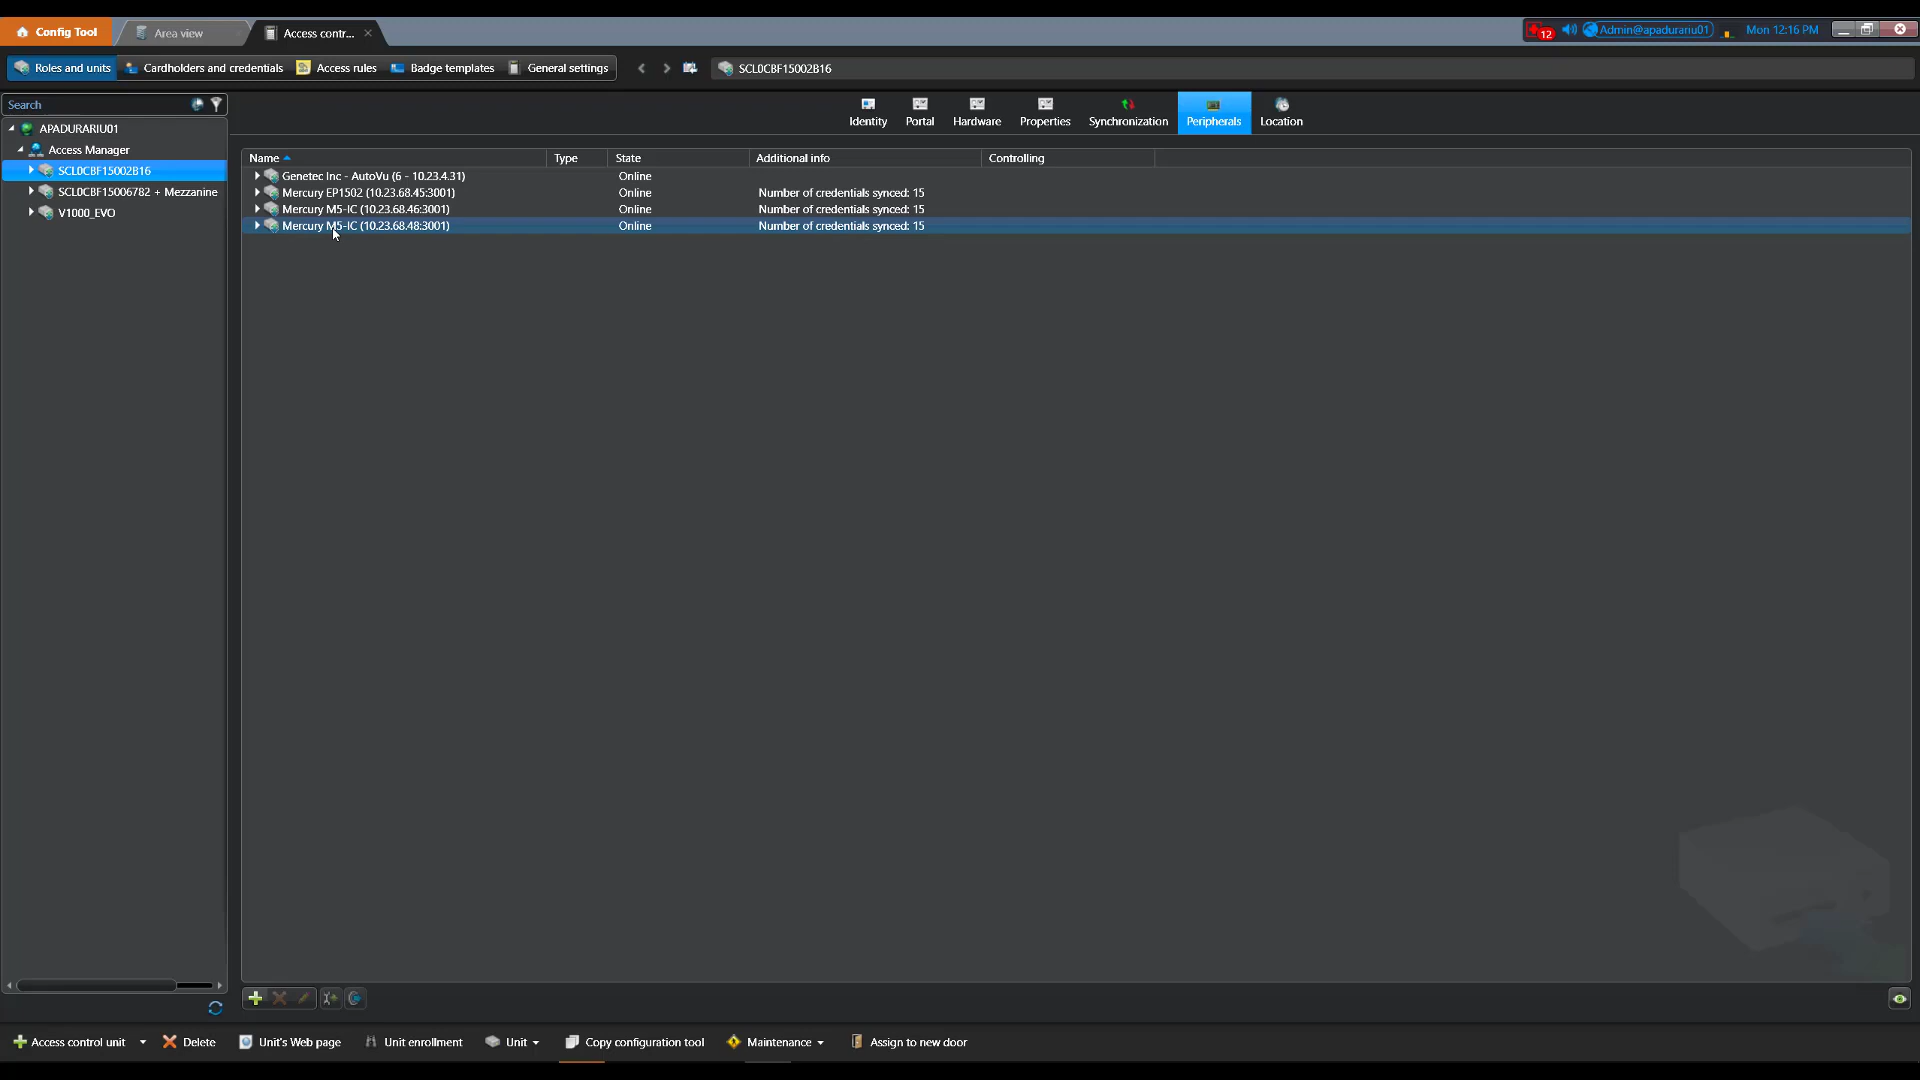 Config Tool
Area view
Access contr...
12
Admin@apadurariu01
Mon 12:16 PM
Roles and units
Cardholders and credentials
Access rules
Badge templates
General settings
SCL0CBF15002B16
Search
Identity
Portal
Hardware
Properties
Synchronization
Peripherals
Location
APADURARIU01
Access Manager
SCL0CBF15002B16
SCL0CBF15006782 + Mezzanine
V1000_EVO
Name Type State Additional info Controlling
Genetec Inc - AutoVu (6 - 10.23.4.31) Online
Mercury EP1502 (10.23.68.45:3001) Online Number of credentials synced: 15
Mercury M5-IC (10.23.68.46:3001) Online Number of credentials synced: 15
Mercury M5-IC (10.23.68.48:3001) Online Number of credentials synced: 15
Access control unit
Delete
Unit's Web page
Unit enrollment
Unit
Copy configuration tool
Maintenance
Assign to new door